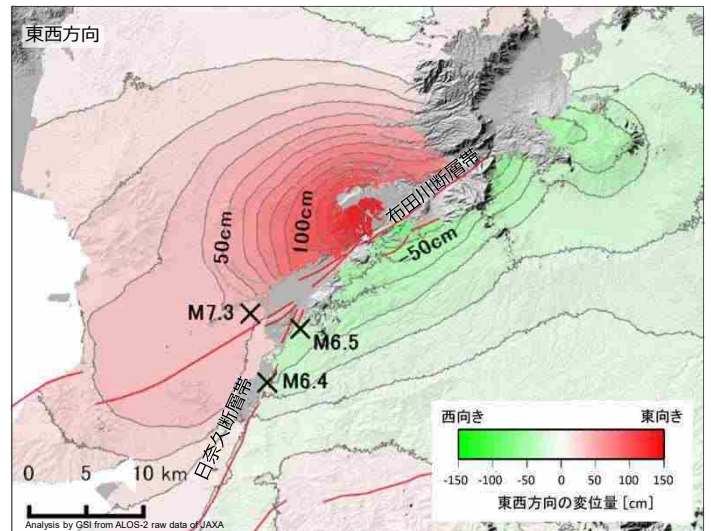 東西方向
布田川断層帯
50cm
100cm
-50cm
M7.3
M6.5
M6.4
日奈久断層帯
西向き 東向き
-150 -100 -50 0 50 100 150
東西方向の変位量 [cm]
0 5 10 km
Analysis by GSI from ALOS-2 raw data of JAXA